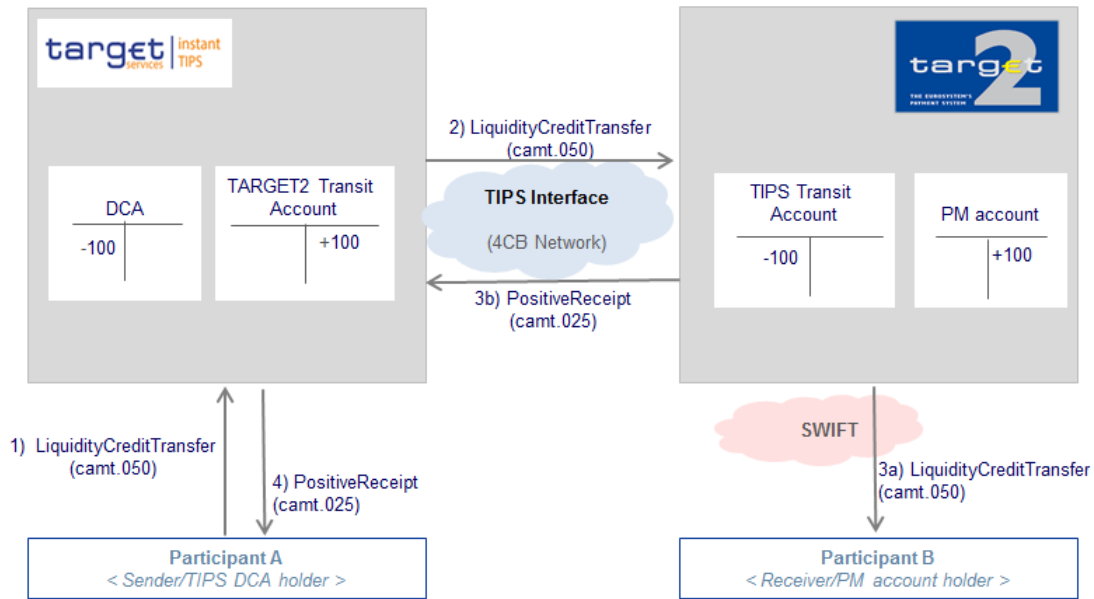 target
services
instant
TIPS
target
2
THE EUROSYSTEM'S
PAYMENT SYSTEM
2) LiquidityCreditTransfer
(camt.050)
DCA
-100
TARGET2 Transit
Account
+100
TIPS Interface
(4CB Network)
TIPS Transit
Account
-100
PM account
+100
3b) PositiveReceipt
(camt.025)
1) LiquidityCreditTransfer
(camt.050)
4) PositiveReceipt
(camt.025)
SWIFT
3a) LiquidityCreditTransfer
(camt.050)
Participant A
< Sender/TIPS DCA holder >
Participant B
< Receiver/PM account holder >